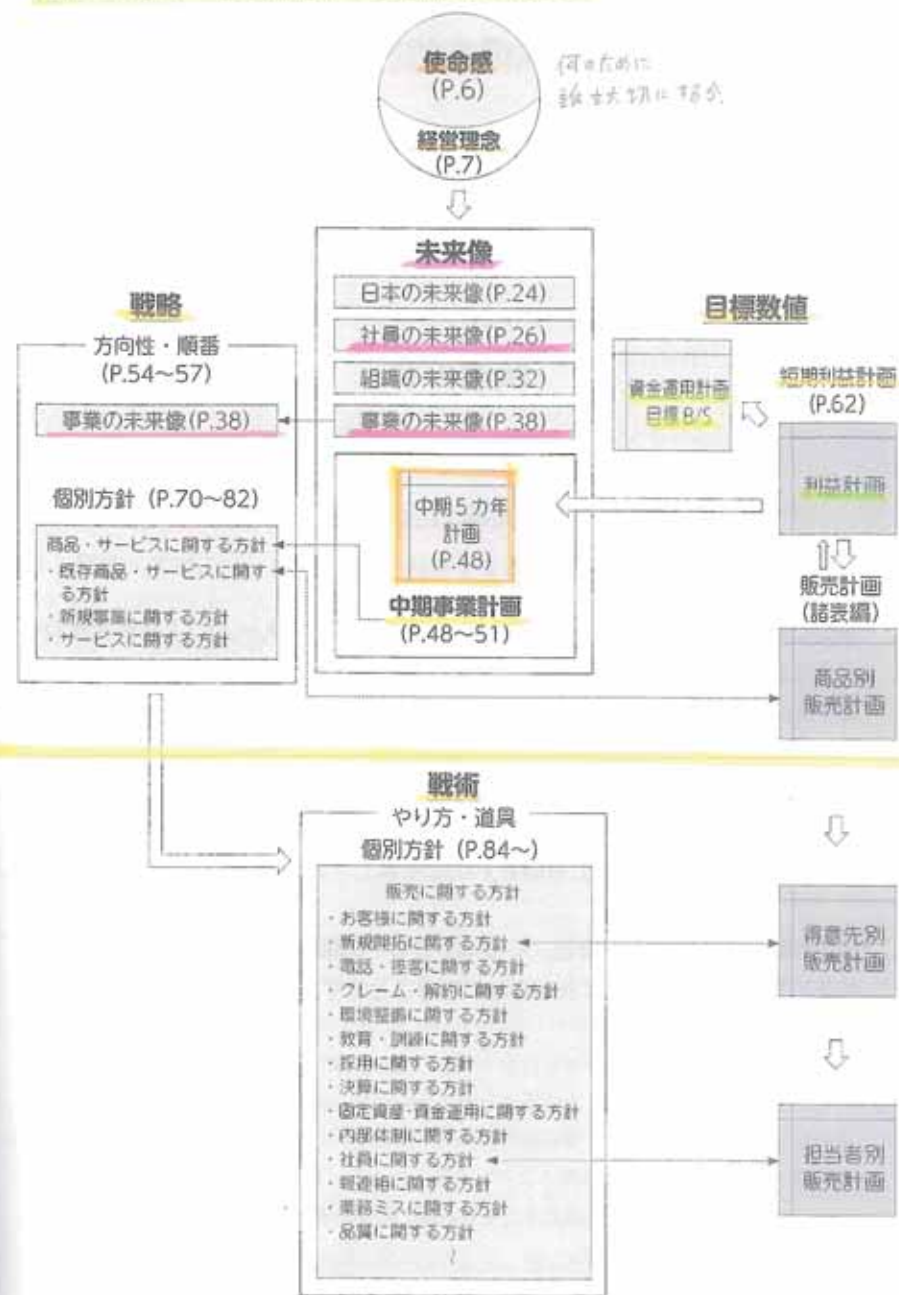 使命感
(P.6)
経営理念
(P.7)
何のために
未来像
日本の未来像(P.24)
社員の未来像(P.26)
組織の未来像(P.32)
事業の未来像(P.38)
中期5カ年
計画
(P.48)
中期事業計画
(P.48〜51)
戦略
方向性・順番
(P.54〜57)
事業の未来像(P.38)
個別方針 (P.70〜82)
商品・サービスに関する方針
・既存商品・サービスに関す
る方針
・新規事業に関する方針
・サービスに関する方針
目標数値
資金運用計画
目標 B/S
短期利益計画
(P.62)
利益計画
販売計画
(諸表編)
商品別
販売計画
戦術
やり方・道具
個別方針 (P.84〜)
販売に関する方針
・お客様に関する方針
・新規開拓に関する方針
・電話・接客に関する方針
・クレーム・解約に関する方針
・環境整備に関する方針
・教育・訓練に関する方針
・採用に関する方針
・決算に関する方針
・固定資産・資金運用に関する方針
・内部体制に関する方針
・社員に関する方針
・報連相に関する方針
・業務ミスに関する方針
・品質に関する方針
〜
得意先別
販売計画
担当者別
販売計画